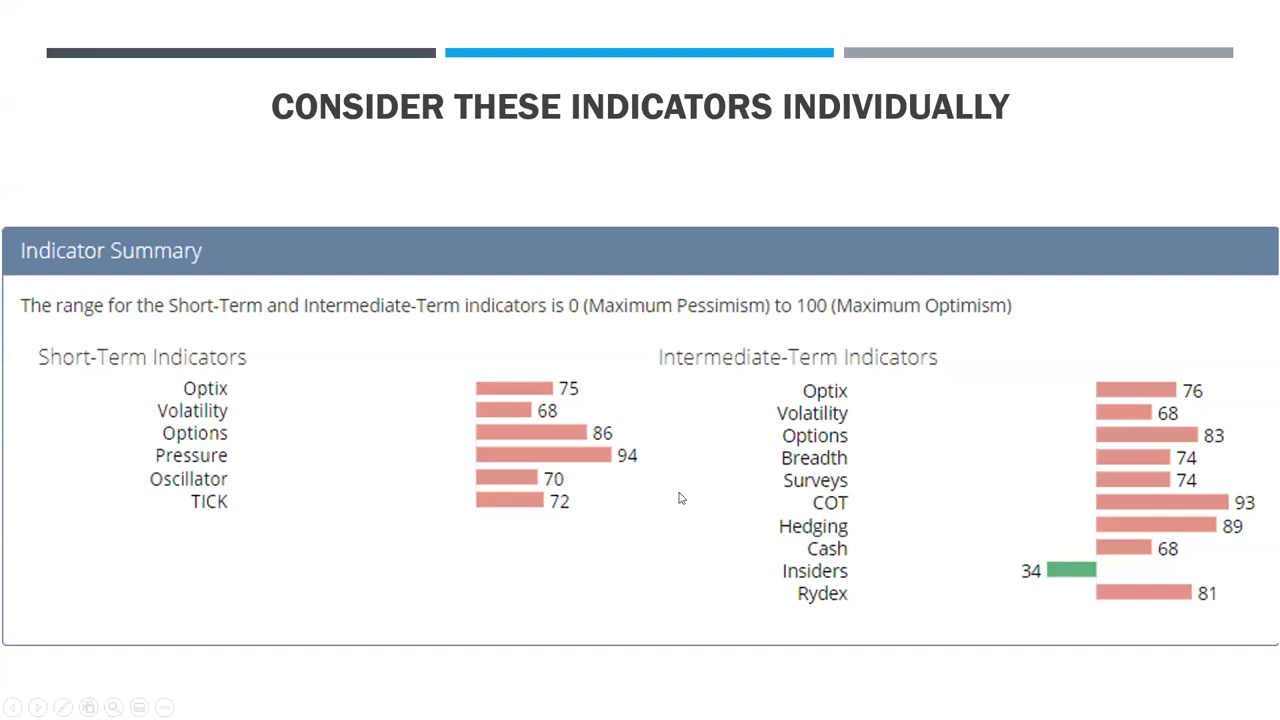 CONSIDER THESE INDICATORS INDIVIDUALLY
Indicator Summary
The range for the Short-Term and Intermediate-Term indicators is 0 (Maximum Pessimism) to 100 (Maximum Optimism)
Short-Term Indicators
Optix 75
Volatility 68
Options 86
Pressure 94
Oscillator 70
TICK 72
Intermediate-Term Indicators
Optix 76
Volatility 68
Options 83
Breadth 74
Surveys 74
COT 93
Hedging 89
Cash 68
Insiders 34
Rydex 81